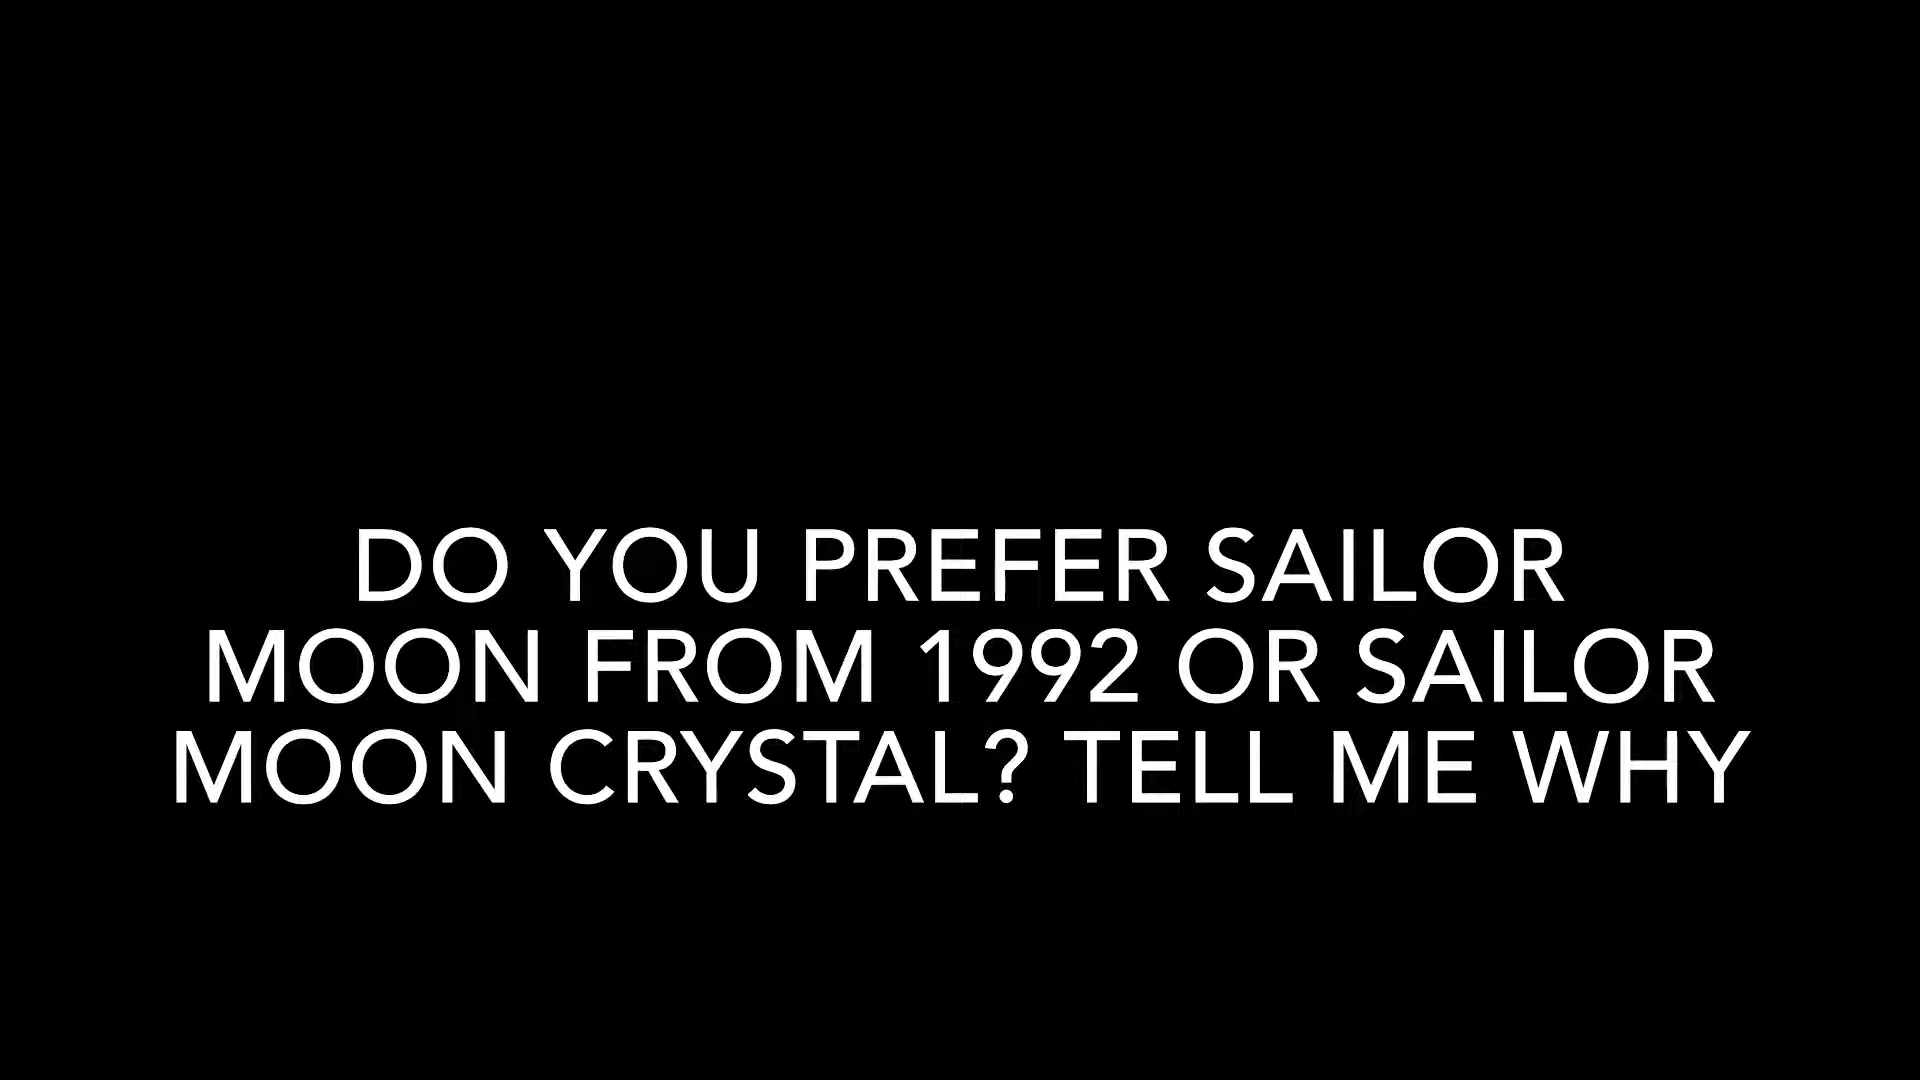 DO YOU PREFER SAILOR
MOON FROM 1992 OR SAILOR
MOON CRYSTAL? TELL ME WHY